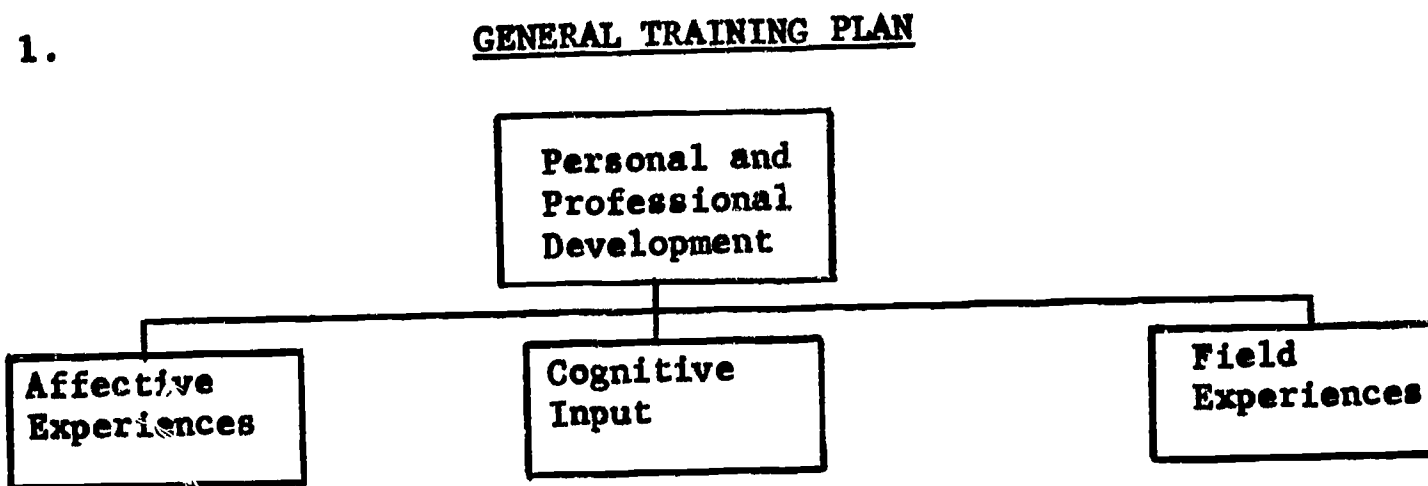 1.
GENERAL TRAINING PLAN
Personal and
Professional
Development
Affective
Experiences
Cognitive
Input
Field
Experiences